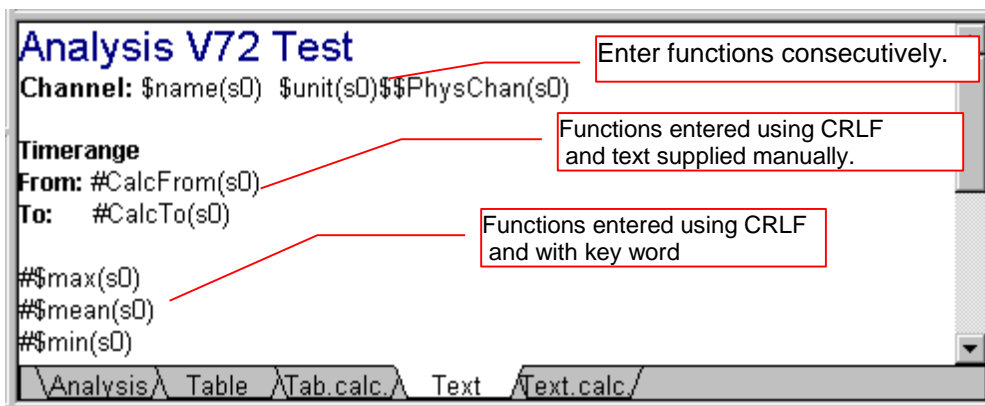 Analysis V72 Test
Enter functions consecutively.
Channel: $name(s0) $unit(s0)$$PhysChan(s0)
Functions entered using CRLF
and text supplied manually.
Timerange
From: #CalcFrom(s0)
To: #CalcTo(s0)
Functions entered using CRLF
and with key word
#$max(s0)
#$mean(s0)
#$min(s0)
Analysis Table Tab.calc. Text Text.calc.